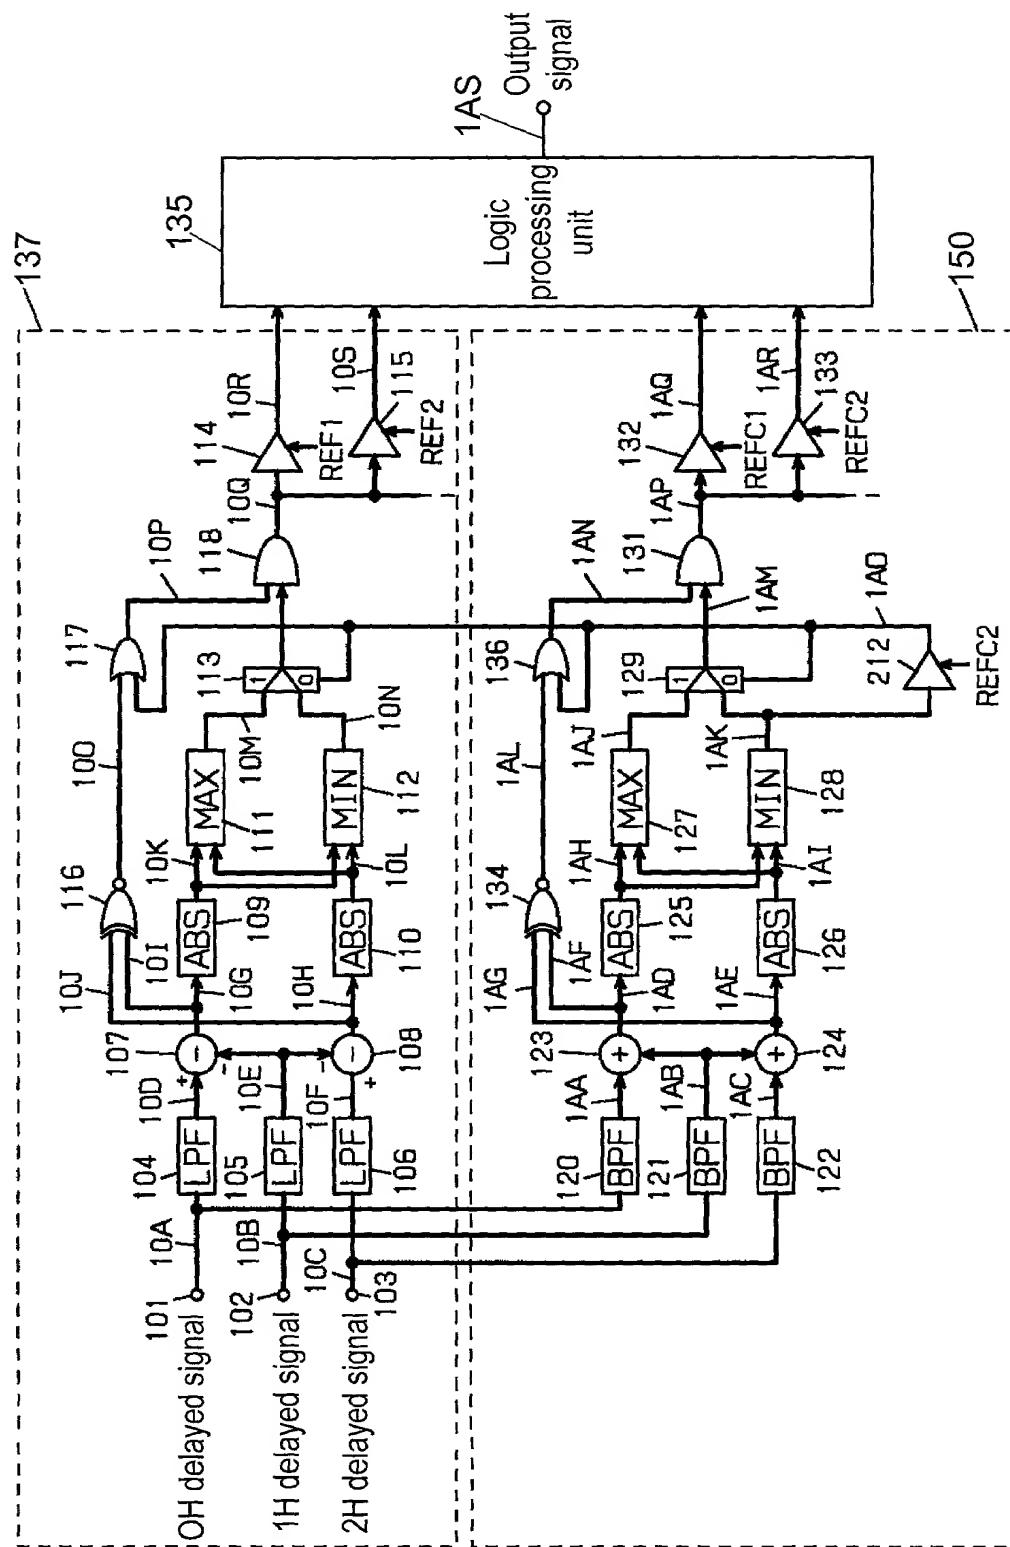 137
135
1AS
Output
signal
Logic
processing
unit
150
0H delayed signal
101
10A
104
LPF
10D
+
-
107
-
10G
109
ABS
10J
10I
116
10K
MAX
111
10O
117
10P
10M
113
1
0
118
10Q
114
10R
REF1
10S
115
REF2
1H delayed signal
102
10B
105
LPF
10E
-
2H delayed signal
103
10C
LPF
106
10F
+
-
108
10H
ABS
110
10L
MIN
112
10N
120
BPF
1AA
123
+
1AD
ABS
125
1AG
1AF
134
1AH
MAX
127
1AL
136
1AN
1AJ
129
1
0
131
1AM
1AP
132
1AQ
REFC1
1AR
133
REFC2
121
BPF
1AB
BPF
122
1AC
+
124
1AE
ABS
126
1AI
MIN
128
1AK
1AO
212
REFC2